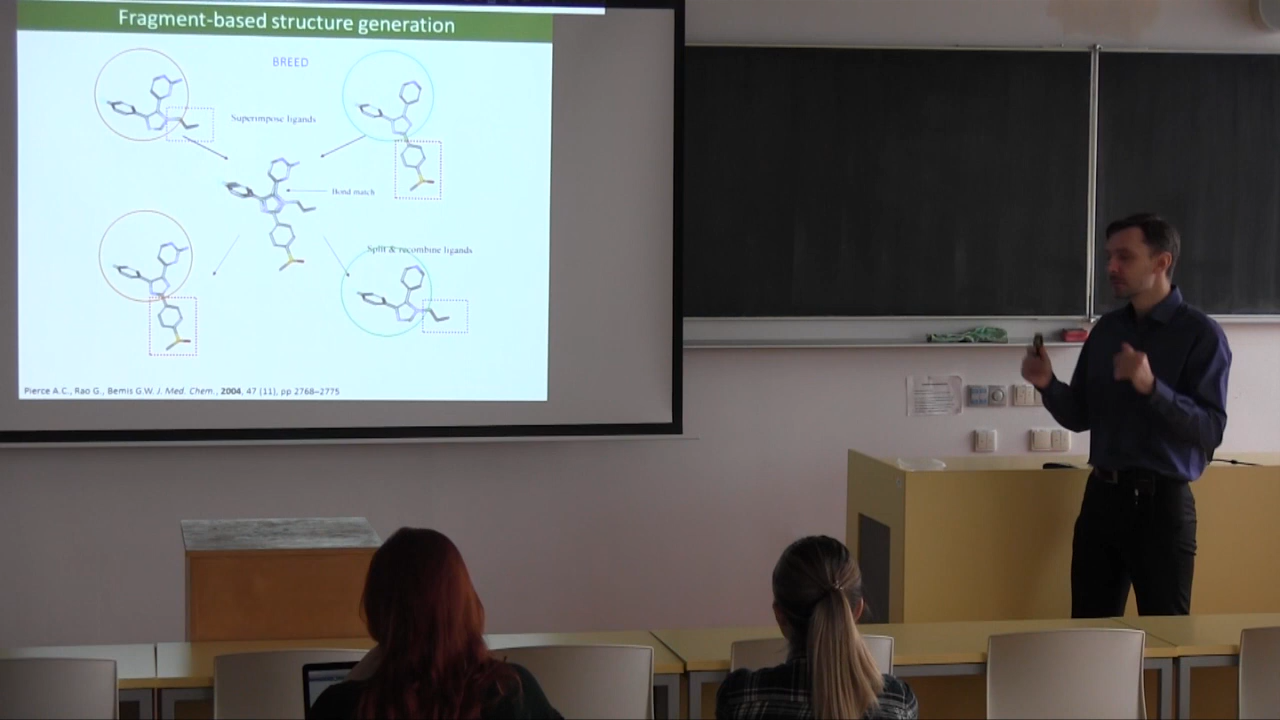 Fragment-based structure generation
BREED
Superimpose ligands
Bond match
Split & recombine ligands
Pierce A.C., Rao G., Bemis G.W. J. Med. Chem., 2004, 47 (11), pp 2768–2775